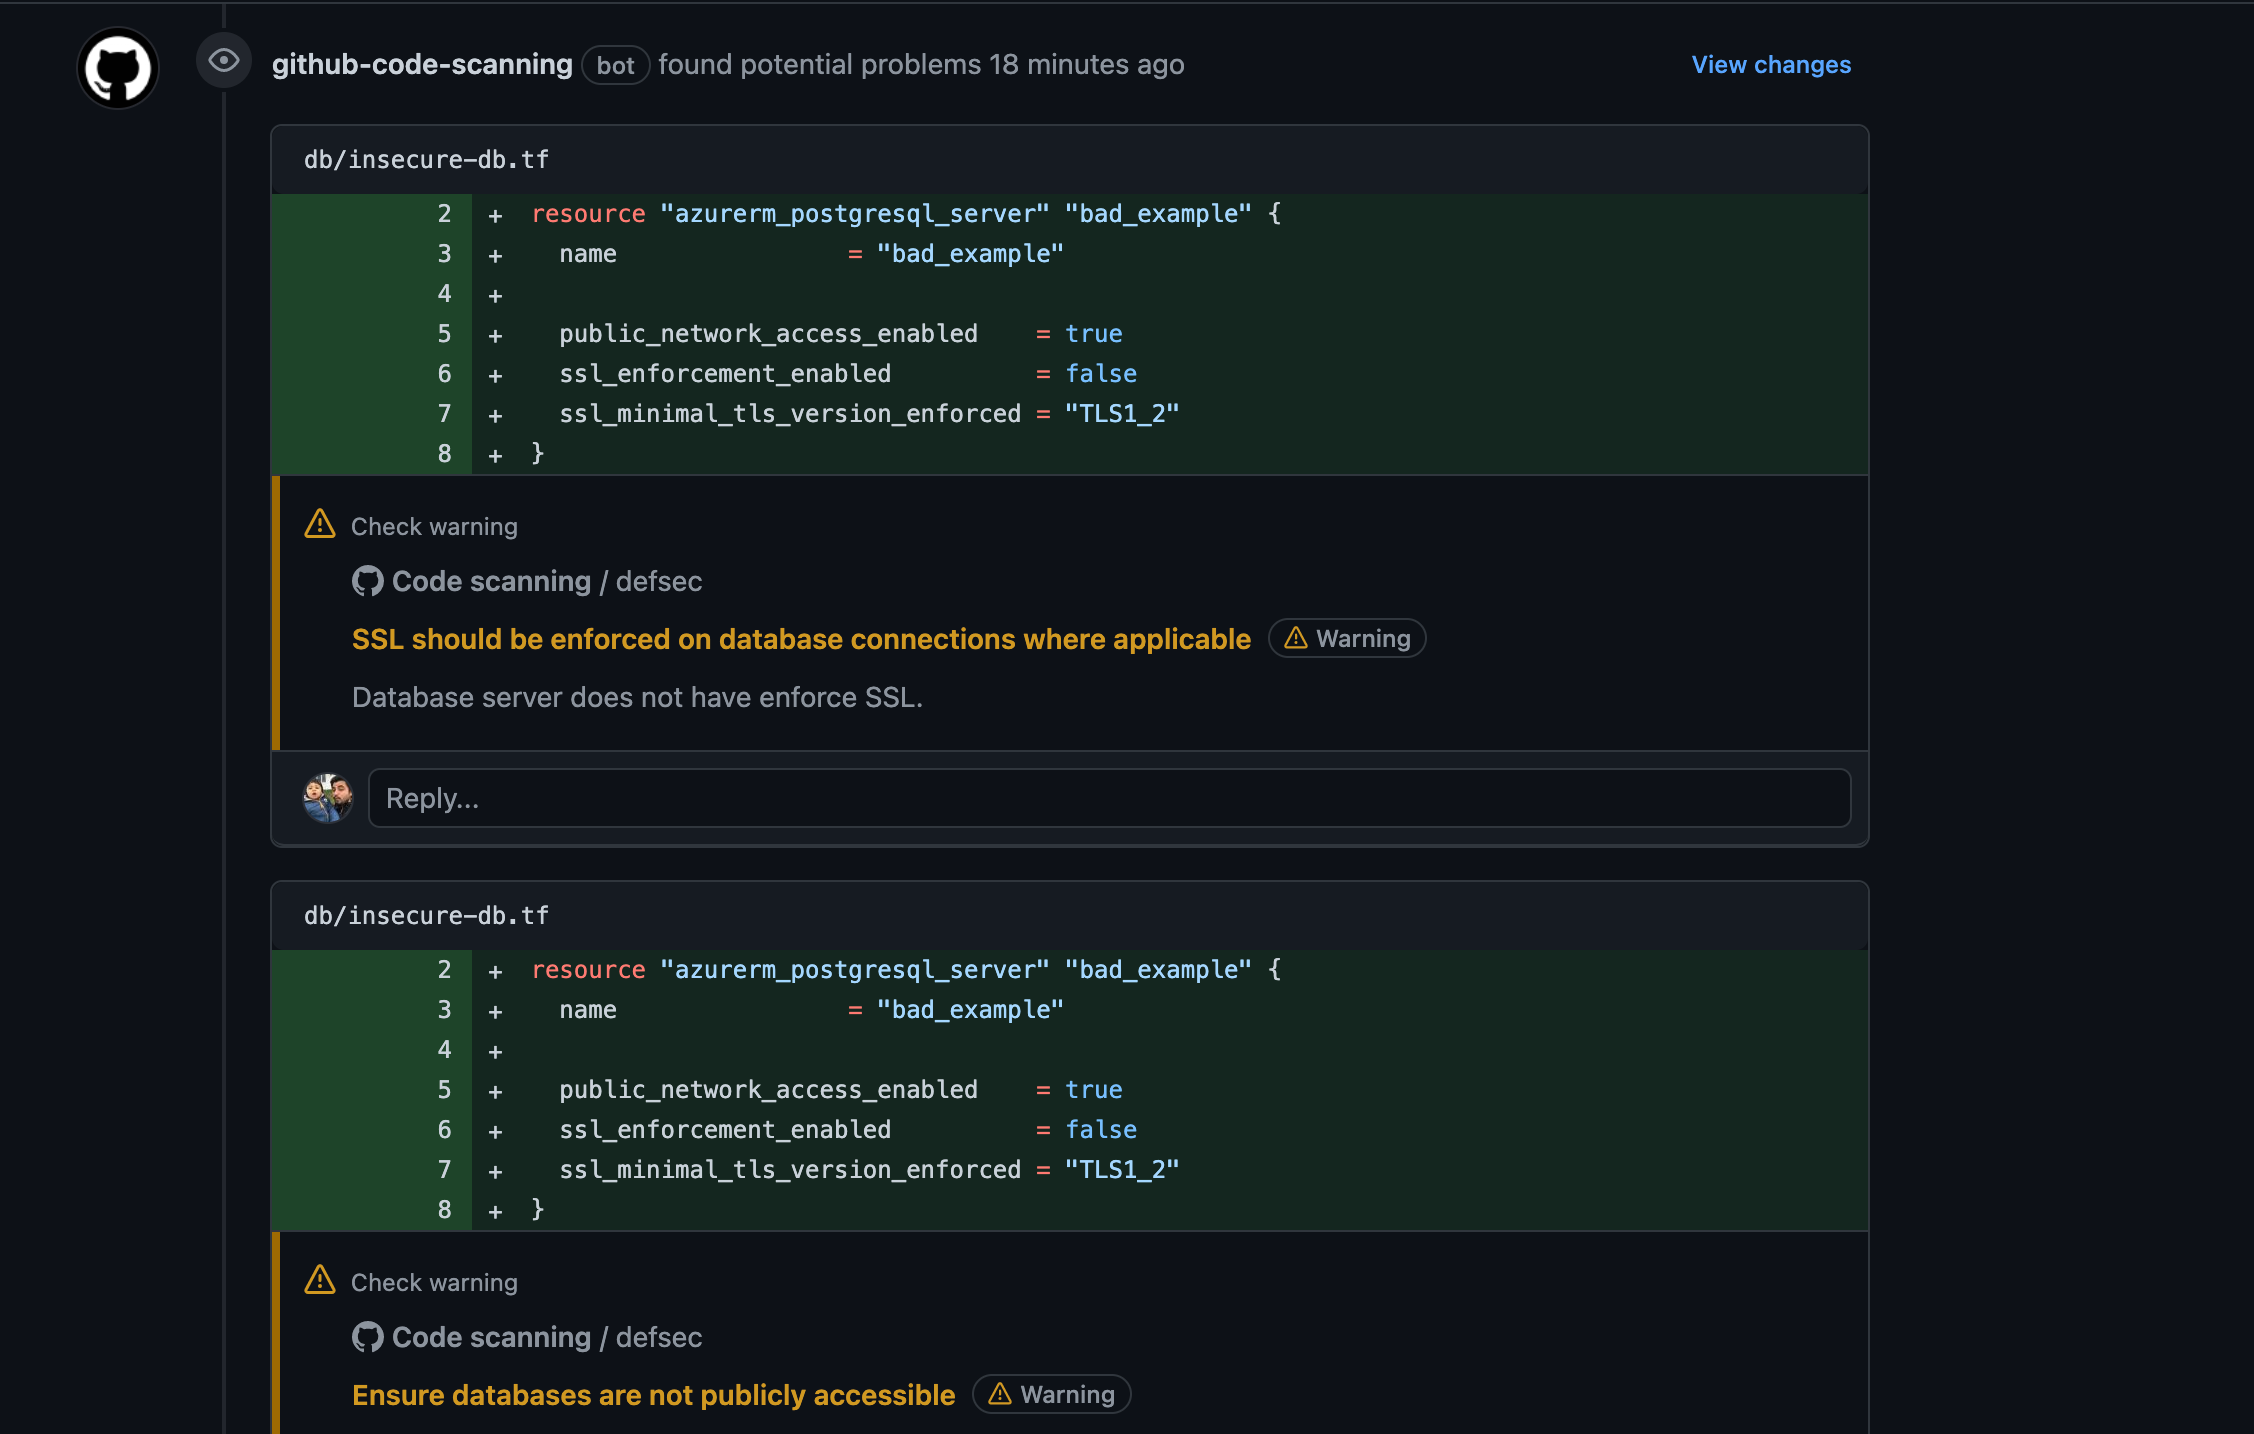 github-code-scanning bot found potential problems 18 minutes ago View changes
db/insecure-db.tf
2 + resource "azurerm_postgresql_server" "bad_example" {
3 + name = "bad_example"
4 +
5 + public_network_access_enabled = true
6 + ssl_enforcement_enabled = false
7 + ssl_minimal_tls_version_enforced = "TLS1_2"
8 + }
Check warning
Code scanning / defsec
SSL should be enforced on database connections where applicable Warning
Database server does not have enforce SSL.
Reply...
db/insecure-db.tf
2 + resource "azurerm_postgresql_server" "bad_example" {
3 + name = "bad_example"
4 +
5 + public_network_access_enabled = true
6 + ssl_enforcement_enabled = false
7 + ssl_minimal_tls_version_enforced = "TLS1_2"
8 + }
Check warning
Code scanning / defsec
Ensure databases are not publicly accessible Warning